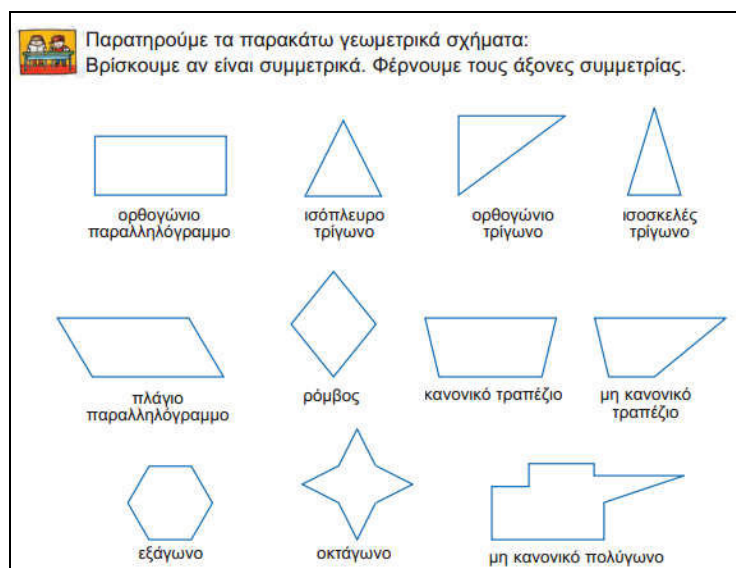 Παρατηρούμε τα παρακάτω γεωμετρικά σχήματα:
Βρίσκουμε αν είναι συμμετρικά. Φέρνουμε τους άξονες συμμετρίας.
ορθογώνιο
παραλληλόγραμμο
ισόπλευρο
τρίγωνο
ορθογώνιο
τρίγωνο
ισοσκελές
τρίγωνο
πλάγιο
παραλληλόγραμμο
ρόμβος
κανονικό τραπέζιο
μη κανονικό
τραπέζιο
εξάγωνο
οκτάγωνο
μη κανονικό πολύγωνο